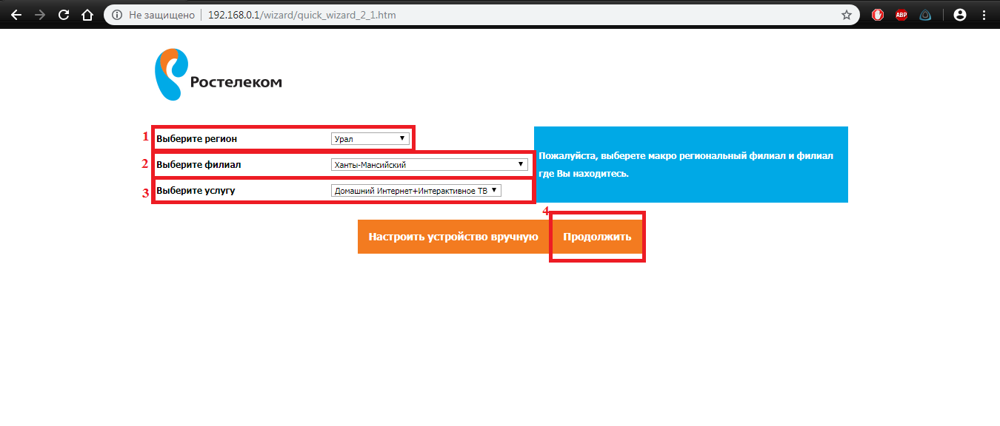 Не защищено 192.168.0.1/wizard/quick_wizard_2_1.htm
ABP
Ростелеком
1 Выберите регион Урал
2 Выберите филиал Ханты-Мансийский
3 Выберите услугу Домашний Интернет+Интерактивное ТВ
Пожалуйста, выберете макро региональный филиал и филиал
где Вы находитесь.
4
Настроить устройство вручную Продолжить